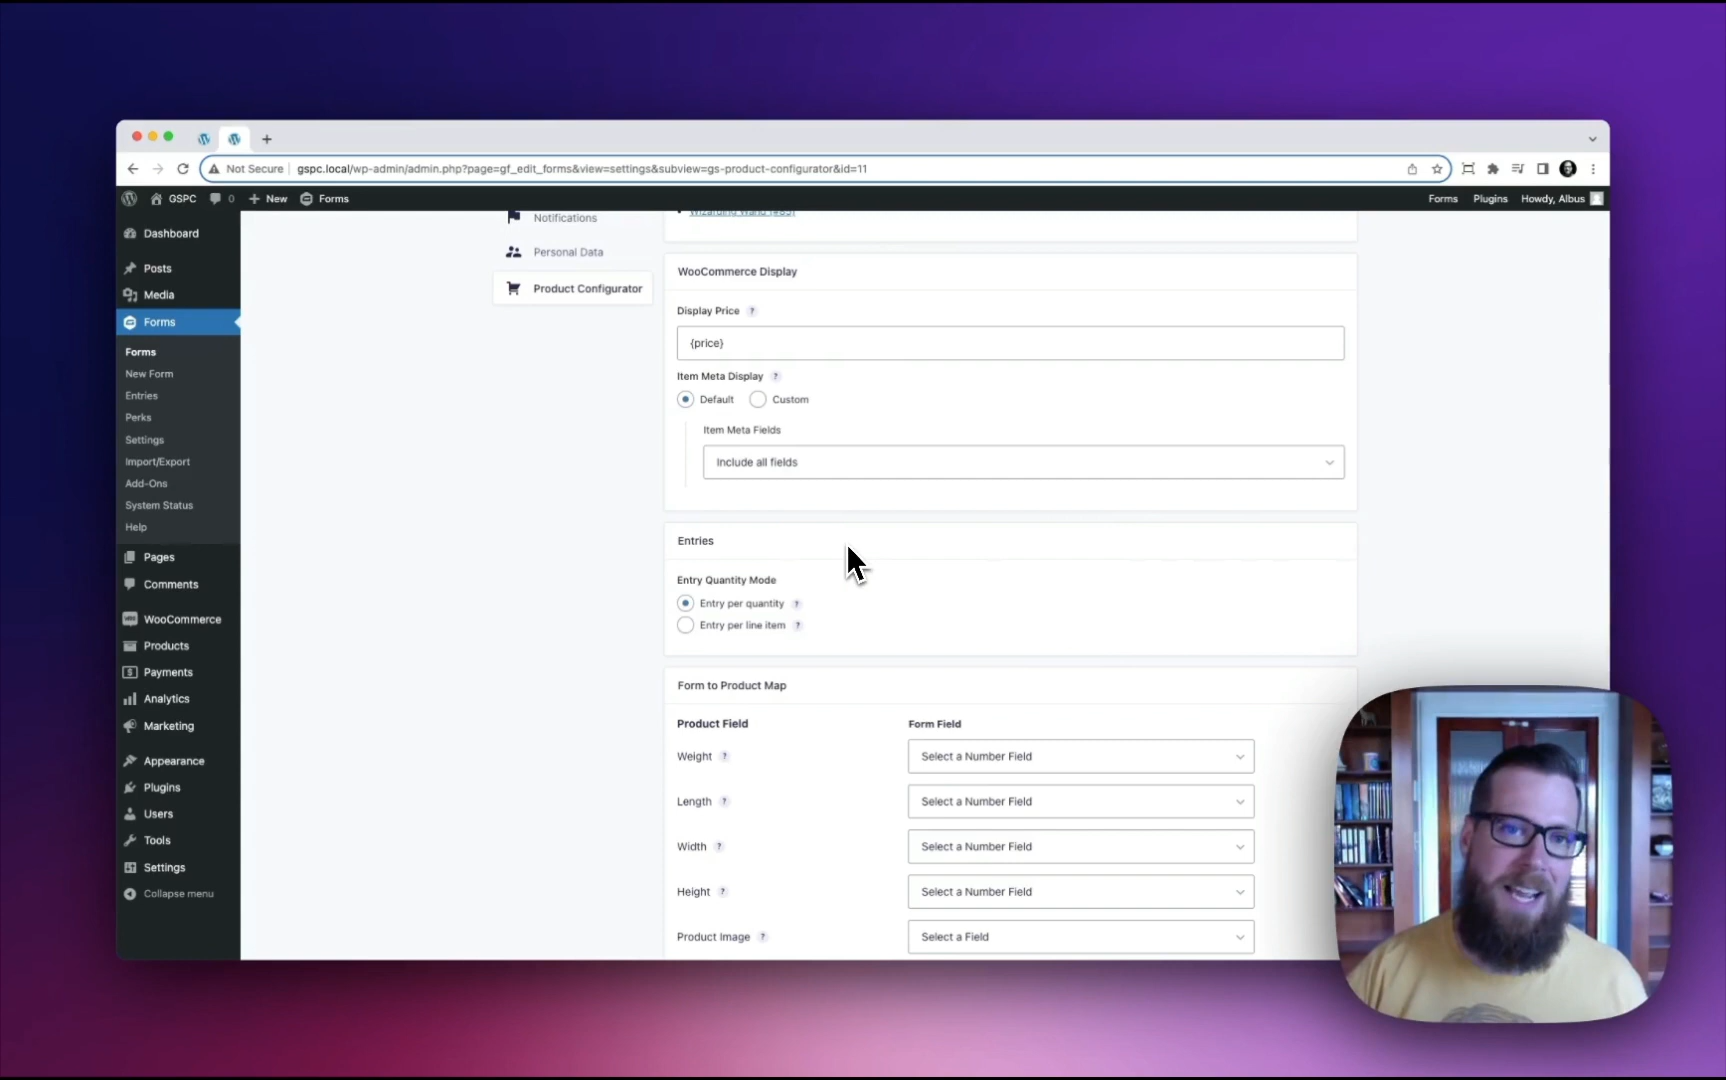 Not Secure
gspc.local/wp-admin/admin.php?page=gf_edit_forms&view=settings&subview=gs-product-configurator&id=11
GSPC
0
New
Forms
Forms
Plugins
Howdy, Albus
Dashboard
Posts
Media
Forms
Forms
New Form
Entries
Perks
Settings
Import/Export
Add-Ons
System Status
Help
Pages
Comments
WooCommerce
Products
Payments
Analytics
Marketing
Appearance
Plugins
Users
Tools
Settings
Collapse menu
Notifications
Personal Data
Product Configurator
Wizarding Wand (#85)
WooCommerce Display
Display Price ?
{price}
Item Meta Display ?
Default Custom
Item Meta Fields
Include all fields
Entries
Entry Quantity Mode
Entry per quantity ?
Entry per line item ?
Form to Product Map
Product Field Form Field
Weight ? Select a Number Field
Length ? Select a Number Field
Width ? Select a Number Field
Height ? Select a Number Field
Product Image ? Select a Field